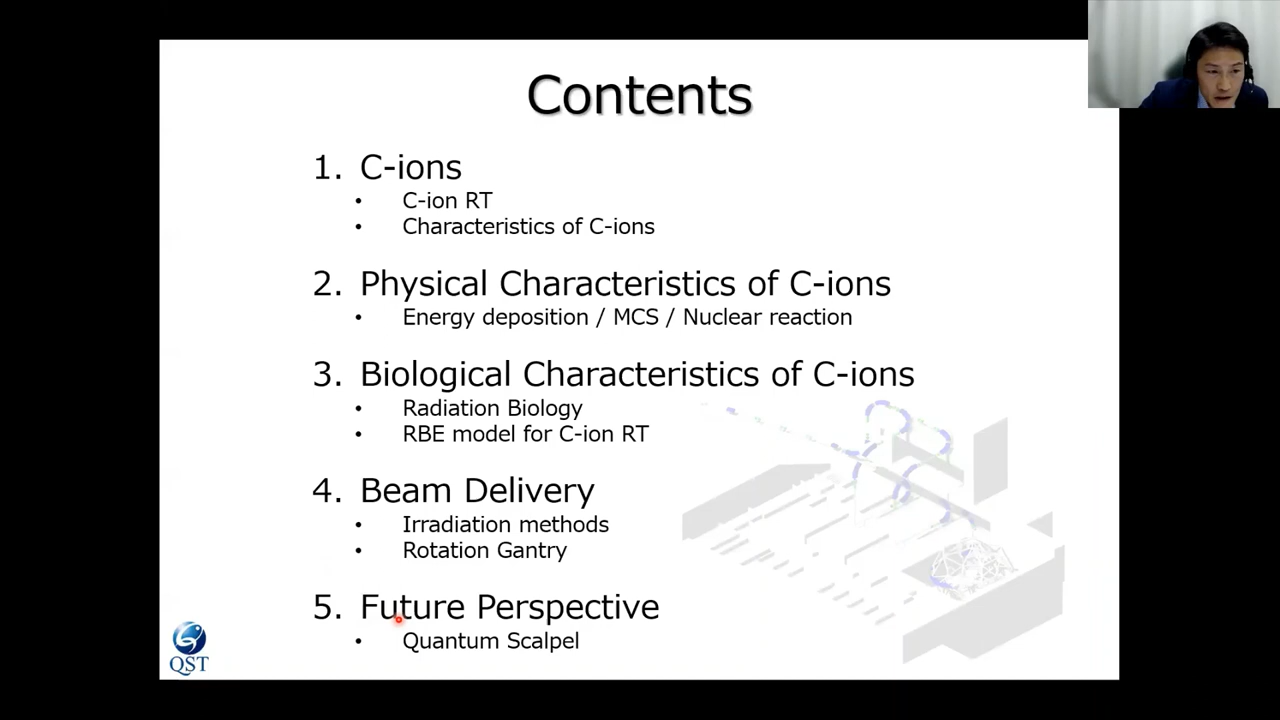 Contents
1. C-ions
• C-ion RT
• Characteristics of C-ions
2. Physical Characteristics of C-ions
• Energy deposition / MCS / Nuclear reaction
3. Biological Characteristics of C-ions
• Radiation Biology
• RBE model for C-ion RT
4. Beam Delivery
• Irradiation methods
• Rotation Gantry
5. Future Perspective
• Quantum Scalpel
QST